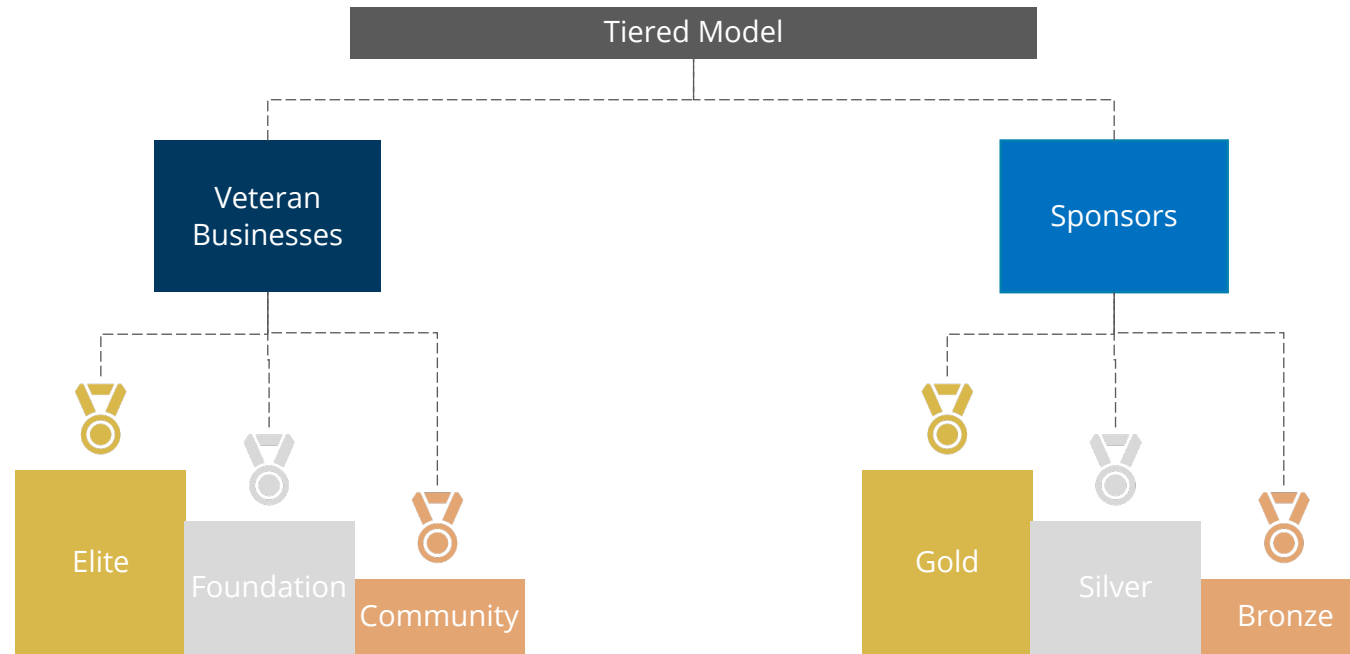 Tiered Model
Veteran
Businesses
Sponsors
Elite
Foundation
Community
Gold
Silver
Bronze